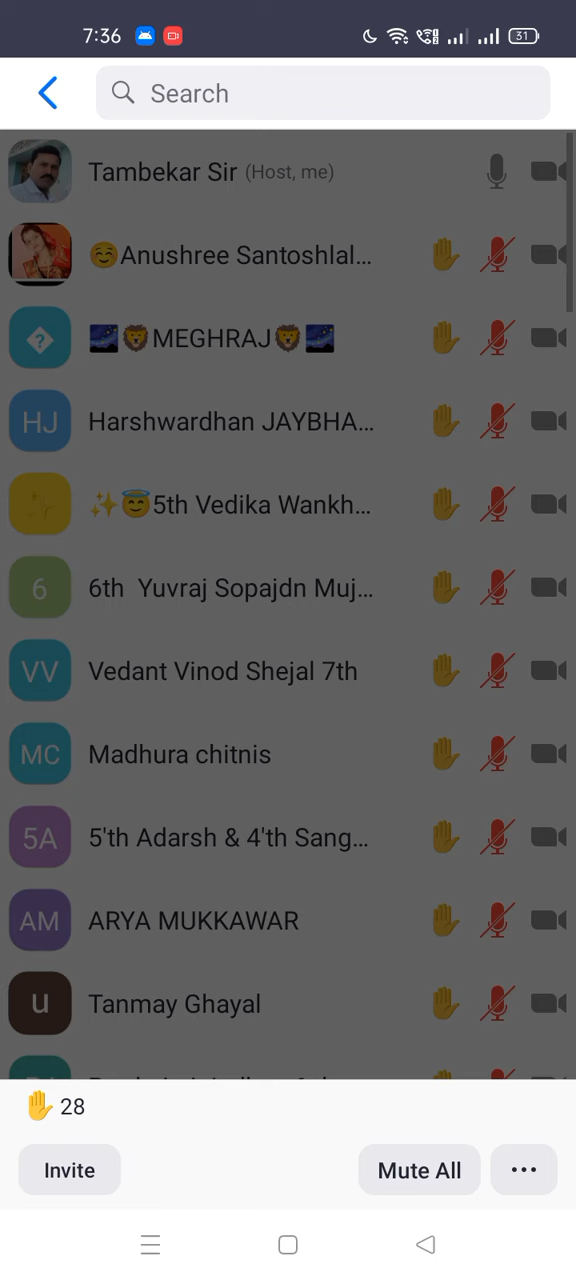 7:36
31
Search
Tambekar Sir (Host, me)
☺️Anushree Santoshlal...
🌌🦁MEGHRAJ🦁🌌
HJ Harshwardhan JAYBHA...
✨😇5th Vedika Wankh...
6 6th Yuvraj Sopajdn Muj...
VV Vedant Vinod Shejal 7th
MC Madhura chitnis
5A 5'th Adarsh & 4'th Sang...
AM ARYA MUKKAWAR
u Tanmay Ghayal
✋ 28
Invite
Mute All